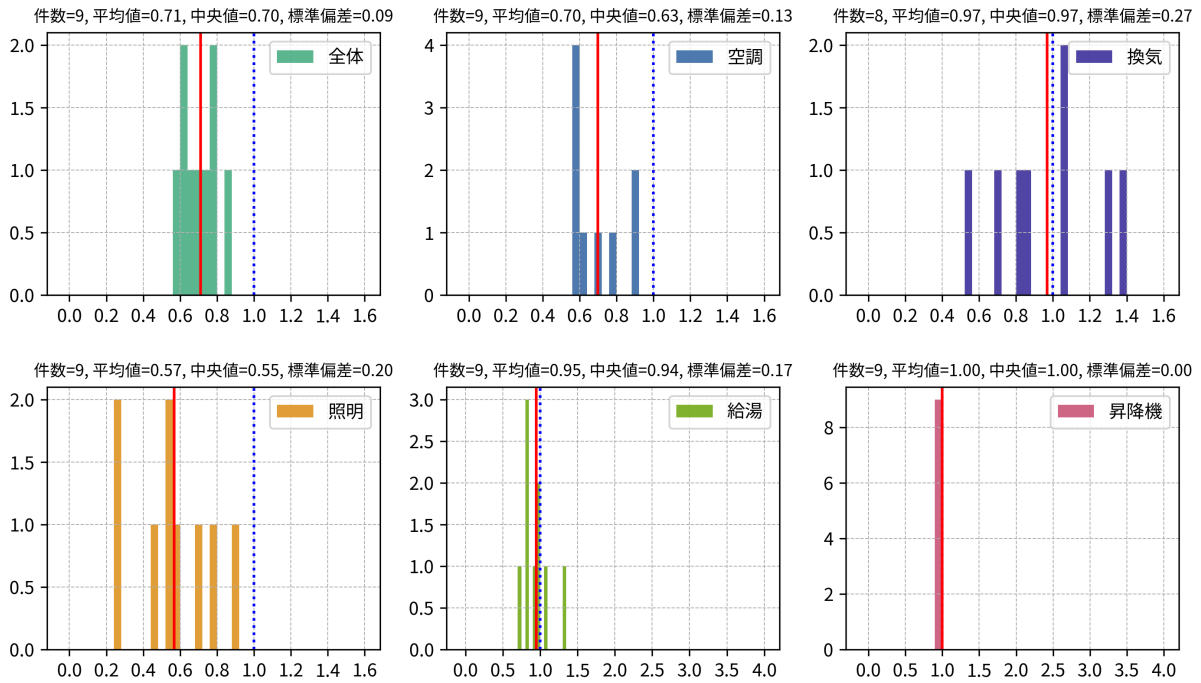 件数=9, 平均値=0.71, 中央値=0.70, 標準偏差=0.09
全体
2.0
1.5
1.0
0.5
0.0
0.0 0.2 0.4 0.6 0.8 1.0 1.2 1.4 1.6
件数=9, 平均値=0.70, 中央値=0.63, 標準偏差=0.13
空調
4
3
2
1
0
0.0 0.2 0.4 0.6 0.8 1.0 1.2 1.4 1.6
件数=8, 平均値=0.97, 中央値=0.97, 標準偏差=0.27
換気
2.0
1.5
1.0
0.5
0.0
0.0 0.2 0.4 0.6 0.8 1.0 1.2 1.4 1.6
件数=9, 平均値=0.57, 中央値=0.55, 標準偏差=0.20
照明
2.0
1.5
1.0
0.5
0.0
0.0 0.2 0.4 0.6 0.8 1.0 1.2 1.4 1.6
件数=9, 平均値=0.95, 中央値=0.94, 標準偏差=0.17
給湯
3.0
2.5
2.0
1.5
1.0
0.5
0.0
0.0 0.5 1.0 1.5 2.0 2.5 3.0 3.5 4.0
件数=9, 平均値=1.00, 中央値=1.00, 標準偏差=0.00
昇降機
8
6
4
2
0
0.0 0.5 1.0 1.5 2.0 2.5 3.0 3.5 4.0